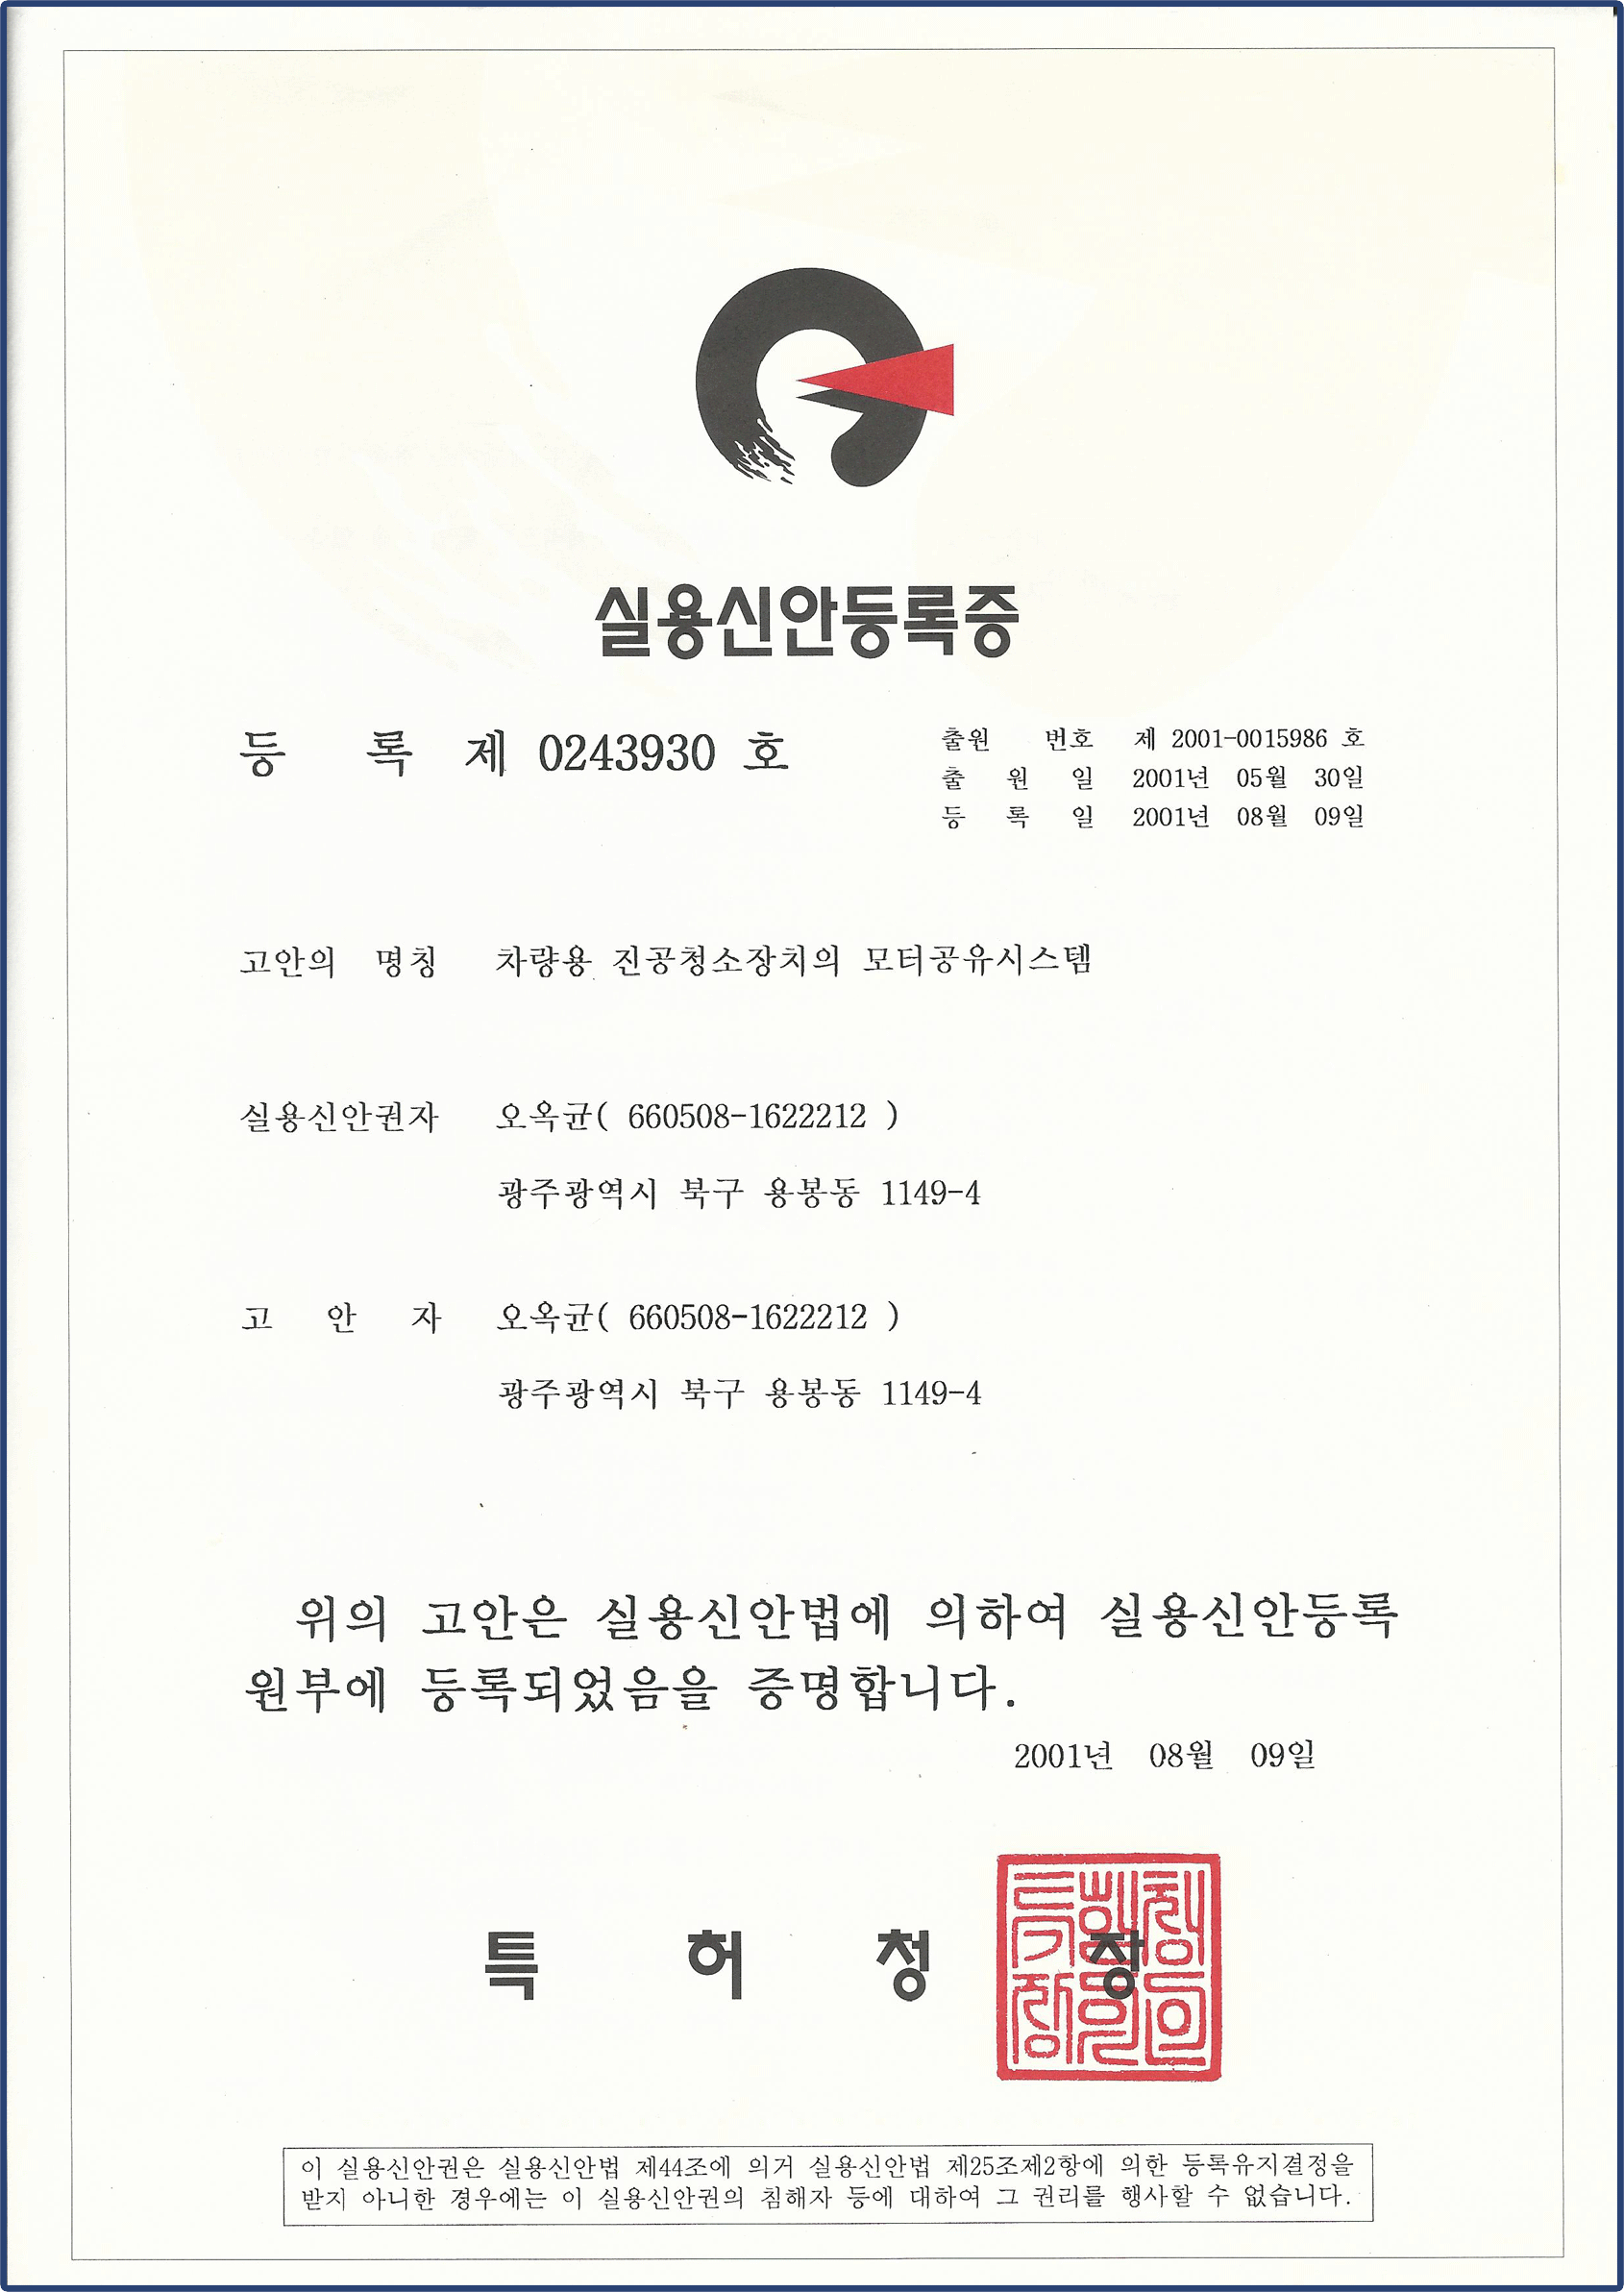 실용신안등록증
등 록 제 0243930 호
출원 번호 제 2001-0015986 호
출 원 일 2001년 05월 30일
등 록 일 2001년 08월 09일
고안의 명칭 차량용 진공청소장치의 모터공유시스템
실용신안권자 오옥균( 660508-1622212 )
광주광역시 북구 용봉동 1149-4
고 안 자 오옥균( 660508-1622212 )
광주광역시 북구 용봉동 1149-4
위의 고안은 실용신안법에 의하여 실용신안등록
원부에 등록되었음을 증명합니다.
2001년 08월 09일
특 허 청 장
이 실용신안권은 실용신안법 제44조에 의거 실용신안법 제25조제2항에 의한 등록유지결정을
받지 아니한 경우에는 이 실용신안권의 침해자 등에 대하여 그 권리를 행사할 수 없습니다.